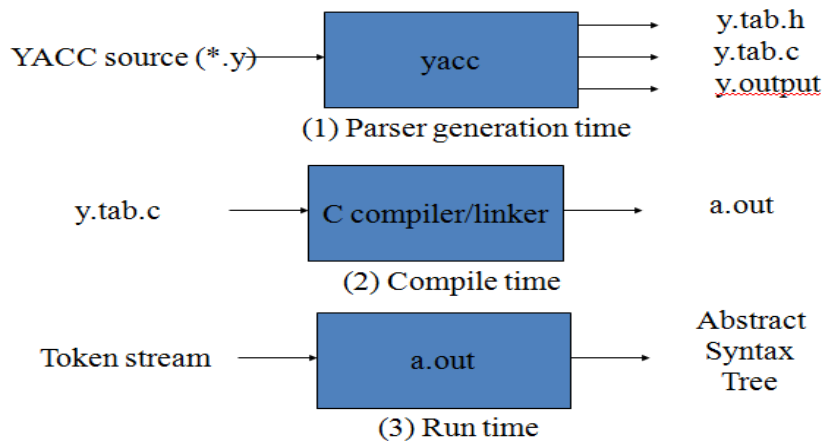 y.tab.h
YACC source (*.y)
yacc
y.tab.c
y.output
(1) Parser generation time
y.tab.c
C compiler/linker
a.out
(2) Compile time
Token stream
a.out
Abstract
Syntax
Tree
(3) Run time